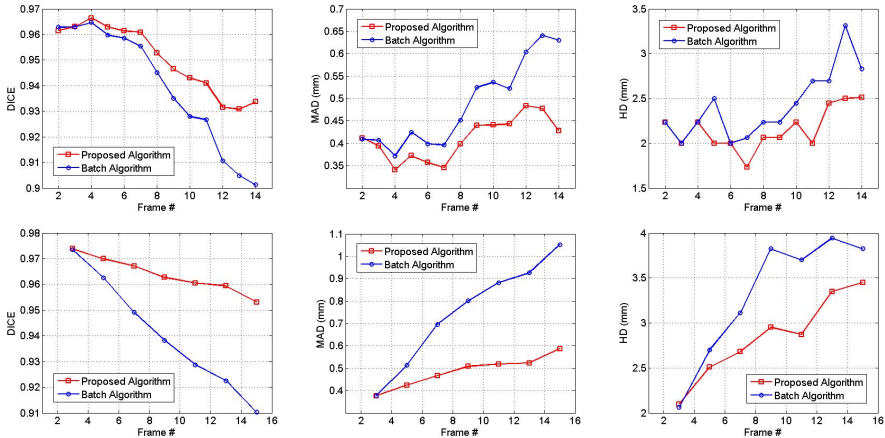 0.97
0.96
0.95
0.94
0.93
0.92
0.91
0.9
DICE
Proposed Algorithm
Batch Algorithm
2 4 6 8 10 12 14
Frame #
0.7
0.65
0.6
0.55
0.5
0.45
0.4
0.35
MAD (mm)
Proposed Algorithm
Batch Algorithm
2 4 6 8 10 12 14
Frame #
3.5
3
2.5
2
1.5
HD (mm)
Proposed Algorithm
Batch Algorithm
2 4 6 8 10 12 14
Frame #
0.98
0.97
0.96
0.95
0.94
0.93
0.92
0.91
DICE
Proposed Algorithm
Batch Algorithm
2 4 6 8 10 12 14 16
Frame #
1.1
1
0.9
0.8
0.7
0.6
0.5
0.4
MAD (mm)
Proposed Algorithm
Batch Algorithm
2 4 6 8 10 12 14 16
Frame #
4
3.5
3
2.5
2
HD (mm)
Proposed Algorithm
Batch Algorithm
2 4 6 8 10 12 14 16
Frame #